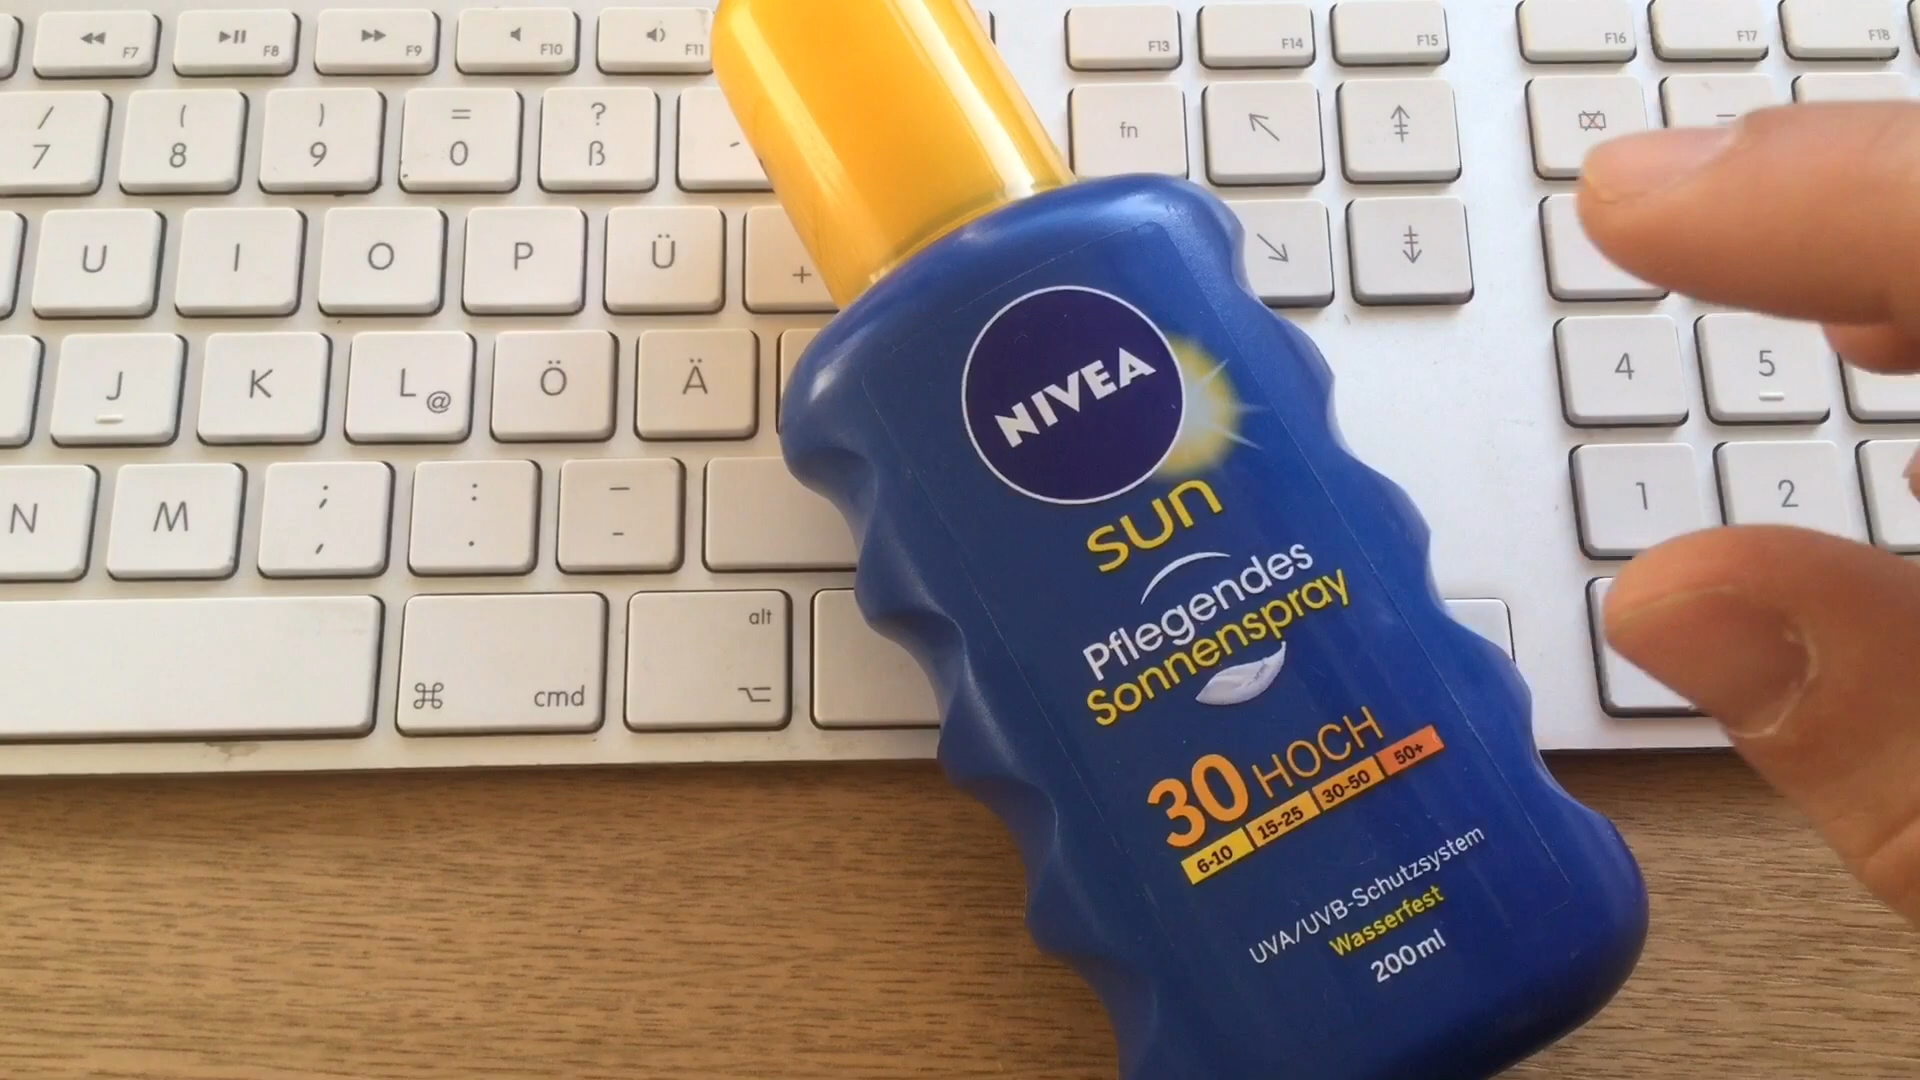 F7 F8 F9 F10 F11 F13 F14 F15 F16 F17 F18
/ ( ) = ?
7 8 9 0 ß fn
U I O P Ü +
J K L @ Ö Ä 4 5
N M ; : _ 1 2
, . -
alt
cmd
NIVEA
sun
Pflegendes
Sonnenspray
30 HOCH
6-10 15-25 30-50 50+
UVA/UVB-Schutzsystem
Wasserfest
200 ml